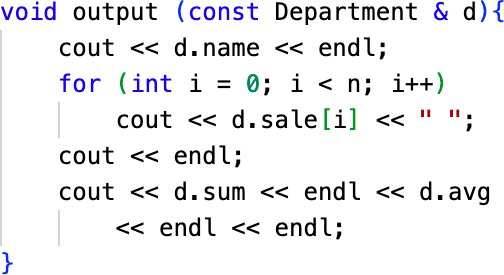 void output (const Department & d){
    cout << d.name << endl;
    for (int i = 0; i < n; i++)
        cout << d.sale[i] << " ";
    cout << endl;
    cout << d.sum << endl << d.avg
        << endl << endl;
}